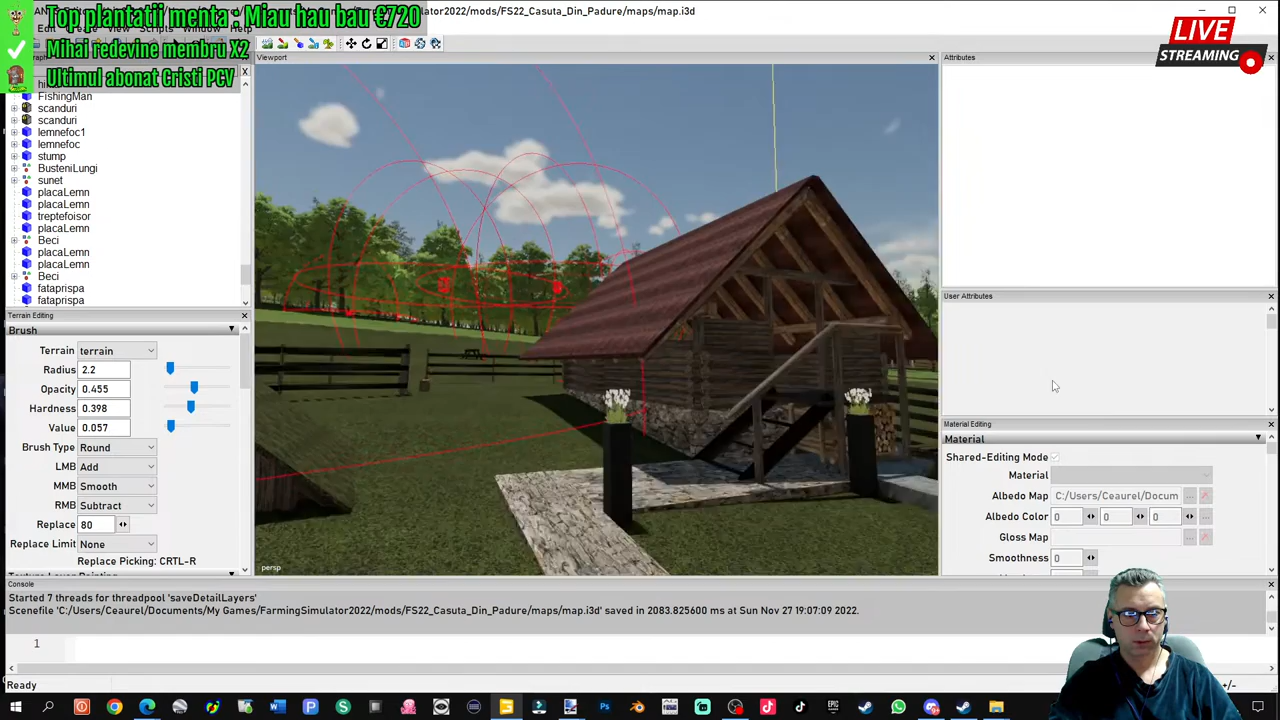 Top plantatii menta : Miau hau bau €720
etarius2022/mods/FS22_Casuta_Din_Padure/maps/map.i3d
Mihai redevine membru X2
Ultimul abonat Cristi PCV
LIVE
STREAMING
Viewport
Attributes
FishingMan
scanduri
scanduri
lemnefoc1
lemnefoc
stump
BusteniLungi
sunet
placaLemn
placaLemn
treptefoisor
placaLemn
Beci
placaLemn
placaLemn
Beci
fataprispa
fataprispa
Terrain Editing
Brush
Terrain terrain
Radius 2.2
Opacity 0.455
Hardness 0.398
Value 0.057
Brush Type Round
LMB Add
MMB Smooth
RMB Subtract
Replace 80
Replace Limit None
Replace Picking: CRTL-R
Texture Layer Painting
persp
User Attributes
Material Editing
Material
Shared-Editing Mode
Material
Albedo Map C:/Users/Ceaurel/Docum ...
Albedo Color 0 0 0 ...
Gloss Map ...
Smoothness 0
Console
Started 7 threads for threadpool 'saveDetailLayers'
Scenefile 'C:/Users/Ceaurel/Documents/My Games/FarmingSimulator2022/mods/FS22_Casuta_Din_Padure/maps/map.i3d' saved in 2083.825600 ms at Sun Nov 27 19:07:09 2022.
1
Ready
+/-